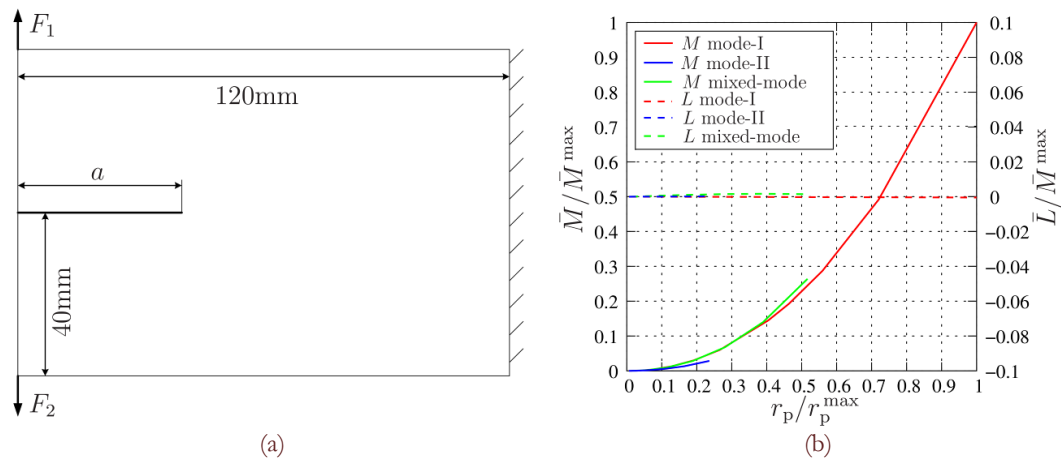 F₁
120mm
a
40mm
F₂
(a)
M mode-I
M mode-II
M mixed-mode
L mode-I
L mode-II
L mixed-mode
1
0.9
0.8
0.7
0.6
0.5
0.4
0.3
0.2
0.1
0
M̄/M̄^max
0.1
0.08
0.06
0.04
0.02
0
−0.02
−0.04
−0.06
−0.08
−0.1
L̄/M̄^max
0 0.1 0.2 0.3 0.4 0.5 0.6 0.7 0.8 0.9 1
r_p/r_p^max
(b)